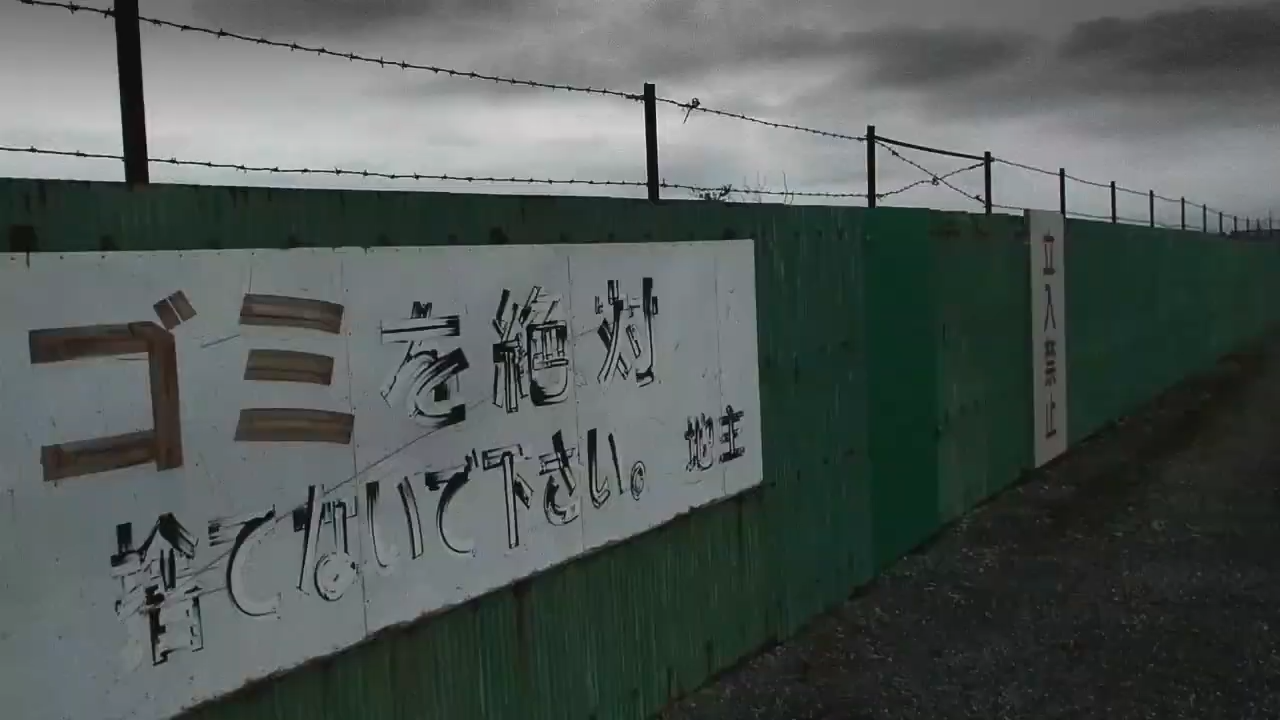 ゴミを絶対
捨てないで下さい。地主
立入禁止